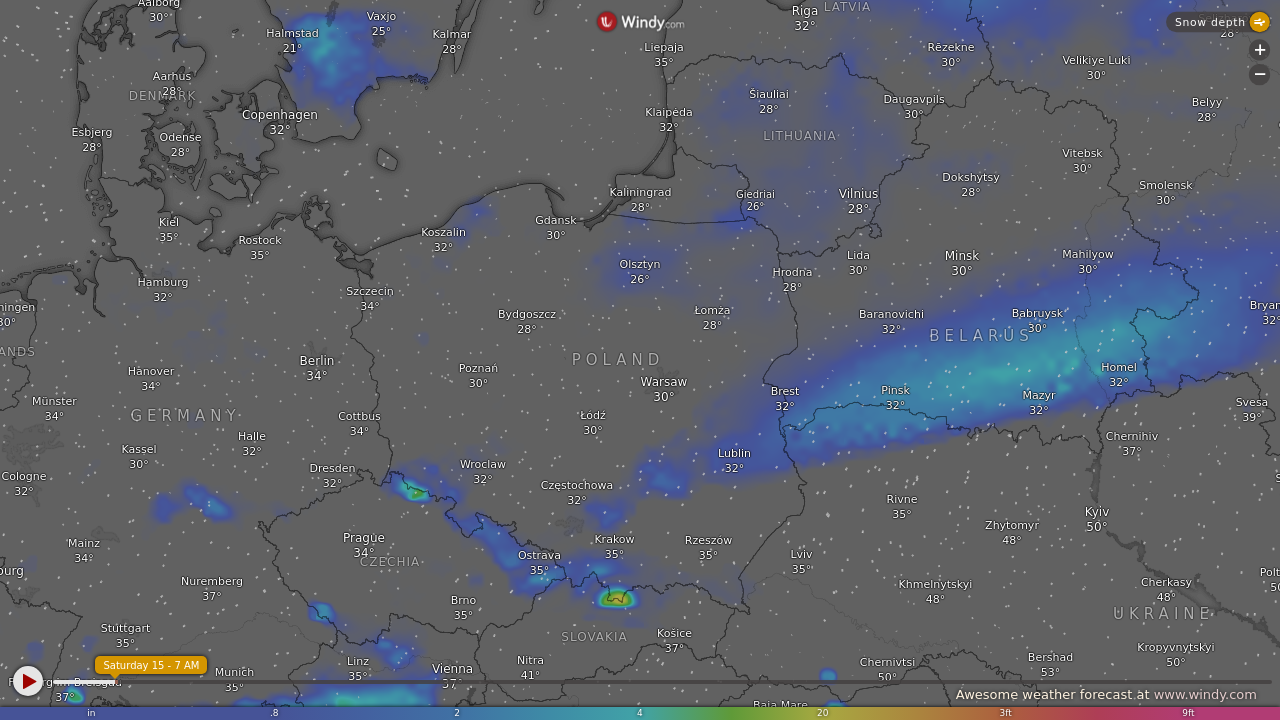 Aalborg
30°
Vaxjo
25°
Halmstad
21°
Kalmar
28°
Windy.com
Riga
32°
LATVIA
Snow depth
28°
Liepaja
35°
Rēzekne
30°
Velikiye Luki
30°
+
−
Aarhus
28°
DENMARK
Šiauliai
28°
Daugavpils
30°
Belyy
28°
Copenhagen
32°
Klaipėda
32°
Esbjerg
28°
Odense
28°
LITHUANIA
Vitebsk
30°
Dokshytsy
28°
Smolensk
30°
Kaliningrad
28°
Giedriai
26°
Vilnius
28°
Kiel
35°
Rostock
35°
Koszalin
32°
Gdansk
30°
Lida
30°
Minsk
30°
Mahilyow
30°
Olsztyn
26°
Hrodna
28°
Hamburg
32°
Szczecin
34°
ningen
30°
Bydgoszcz
28°
Łomża
28°
Baranovichi
32°
Babruysk
30°
BELARUS
Bryan
32°
ANDS
Berlin
34°
POLAND
Hanover
34°
Poznań
30°
Warsaw
30°
Homel
32°
Brest
32°
Pinsk
32°
Mazyr
32°
Münster
34°
GERMANY
Cottbus
34°
Łódź
30°
Svesa
39°
Halle
32°
Kassel
30°
Chernihiv
37°
Lublin
32°
Dresden
32°
Wroclaw
32°
Cologne
32°
Częstochowa
32°
S
Rivne
35°
Kyiv
50°
Zhytomyr
48°
Mainz
34°
Prague
34°
CZECHIA
Krakow
35°
Rzeszów
35°
Ostrava
35°
Lviv
35°
ourg
Nuremberg
37°
Khmelnytskyi
48°
Cherkasy
48°
Polt
50
Brno
35°
UKRAINE
Stuttgart
35°
SLOVAKIA
Košice
37°
Kropyvnytskyi
50°
Saturday 15 - 7 AM
Linz
35°
Vienna
37°
Nitra
41°
Chernivtsi
50°
Bershad
53°
Munich
35°
37°
Awesome weather forecast at www.windy.com
Baia Mare
in .8 2 4 20 3ft 9ft